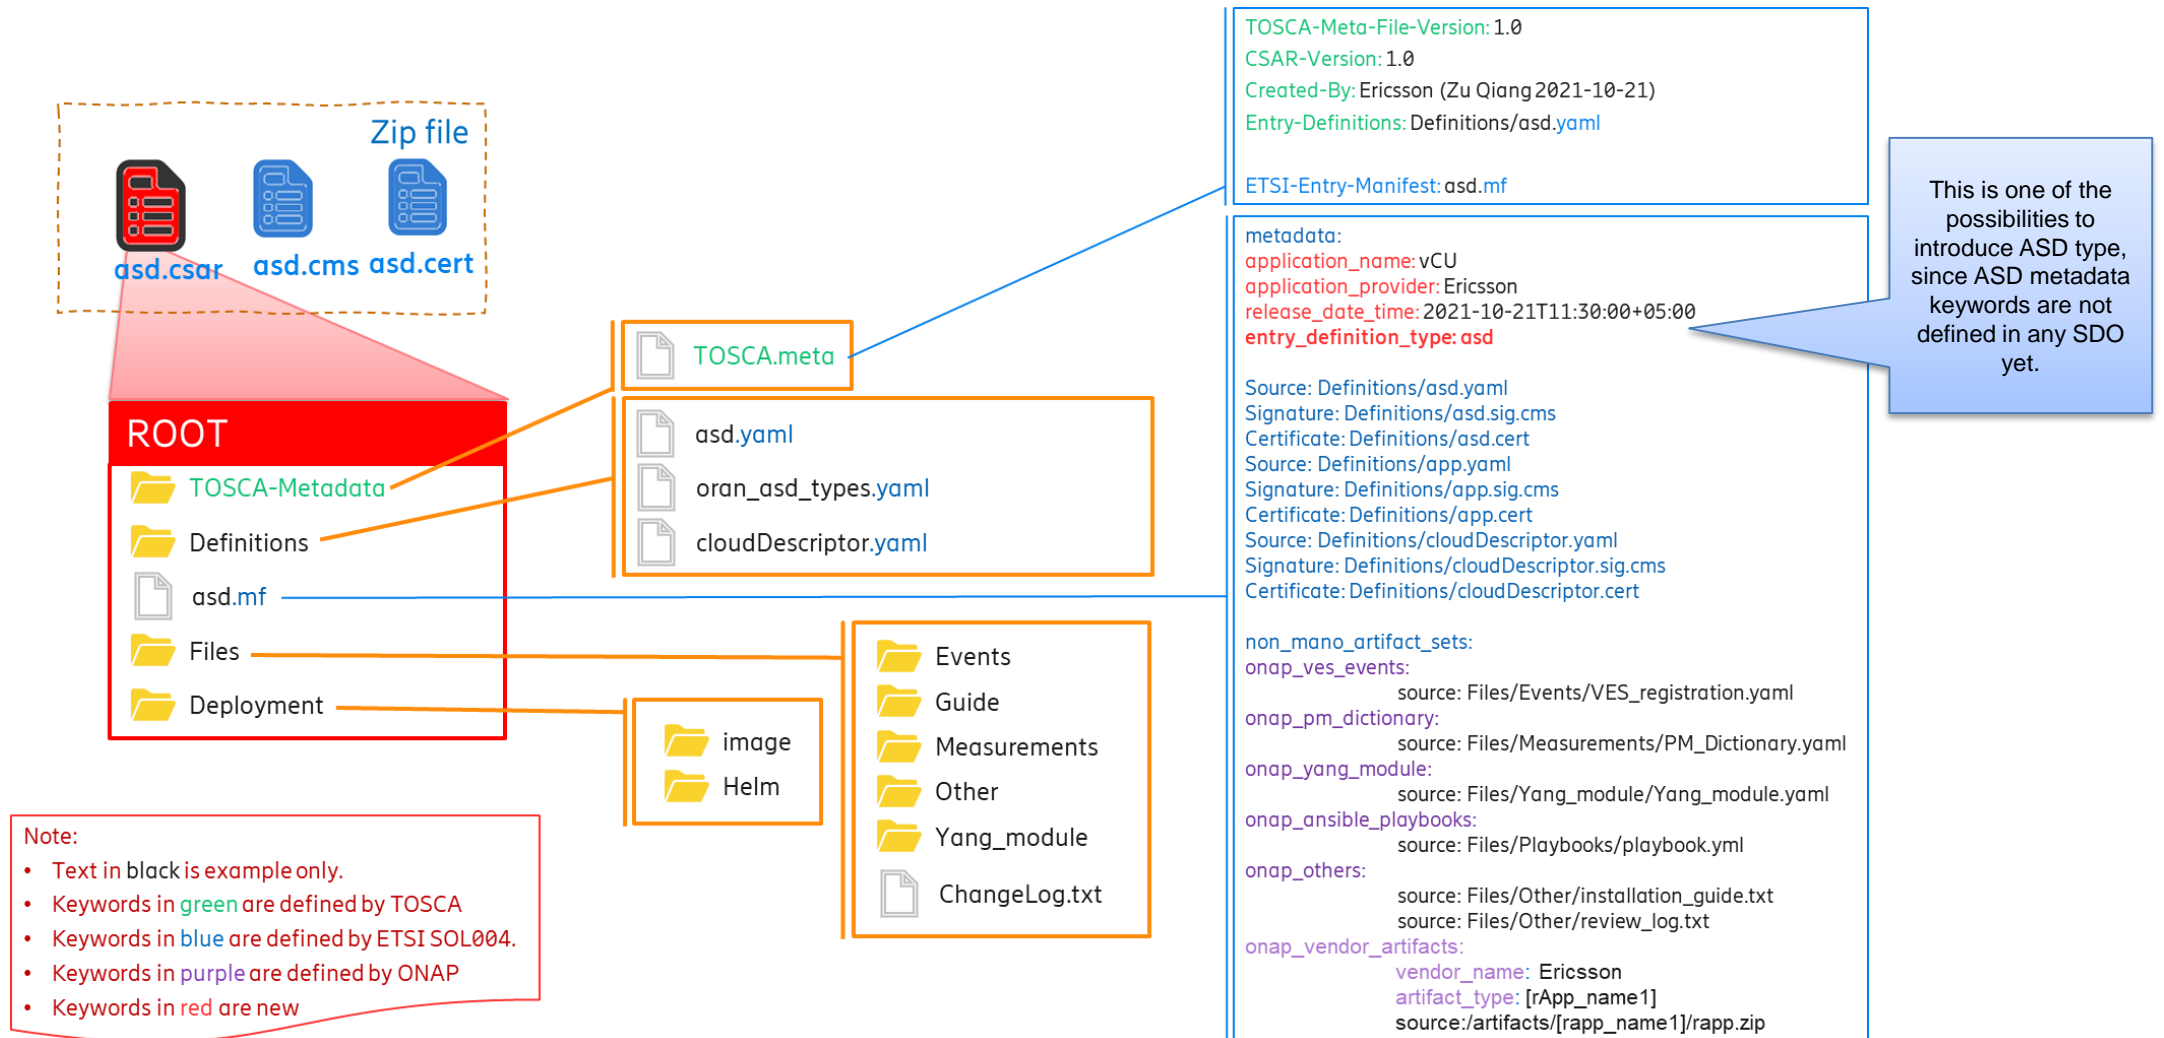 Zip file
asd.csar
asd.cms
asd.cert
ROOT
TOSCA-Metadata
Definitions
asd.mf
Files
Deployment
TOSCA.meta
asd.yaml
oran_asd_types.yaml
cloudDescriptor.yaml
image
Helm
Events
Guide
Measurements
Other
Yang_module
ChangeLog.txt
Note:
• Text in black is example only.
• Keywords in green are defined by TOSCA
• Keywords in blue are defined by ETSI SOL004.
• Keywords in purple are defined by ONAP
• Keywords in red are new
TOSCA-Meta-File-Version: 1.0
CSAR-Version: 1.0
Created-By: Ericsson (Zu Qiang 2021-10-21)
Entry-Definitions: Definitions/asd.yaml
ETSI-Entry-Manifest: asd.mf
metadata:
application_name: vCU
application_provider: Ericsson
release_date_time: 2021-10-21T11:30:00+05:00
entry_definition_type: asd
Source: Definitions/asd.yaml
Signature: Definitions/asd.sig.cms
Certificate: Definitions/asd.cert
Source: Definitions/app.yaml
Signature: Definitions/app.sig.cms
Certificate: Definitions/app.cert
Source: Definitions/cloudDescriptor.yaml
Signature: Definitions/cloudDescriptor.sig.cms
Certificate: Definitions/cloudDescriptor.cert
non_mano_artifact_sets:
onap_ves_events:
source: Files/Events/VES_registration.yaml
onap_pm_dictionary:
source: Files/Measurements/PM_Dictionary.yaml
onap_yang_module:
source: Files/Yang_module/Yang_module.yaml
onap_ansible_playbooks:
source: Files/Playbooks/playbook.yml
onap_others:
source: Files/Other/installation_guide.txt
source: Files/Other/review_log.txt
onap_vendor_artifacts:
vendor_name: Ericsson
artifact_type: [rApp_name1]
source:/artifacts/[rapp_name1]/rapp.zip
This is one of the
possibilities to
introduce ASD type,
since ASD metadata
keywords are not
defined in any SDO
yet.